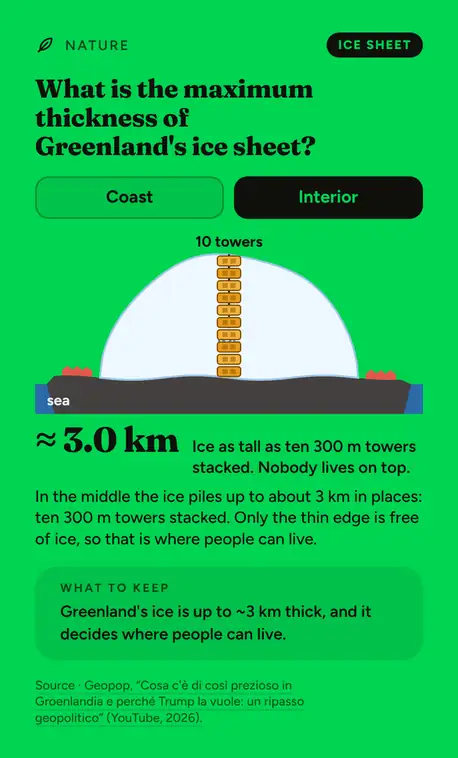 NATURE
ICE SHEET
What is the maximum
thickness of
Greenland's ice sheet?
Coast
Interior
10 towers
sea
≈ 3.0 km
Ice as tall as ten 300 m towers
stacked. Nobody lives on top.
In the middle the ice piles up to about 3 km in places:
ten 300 m towers stacked. Only the thin edge is free
of ice, so that is where people can live.
WHAT TO KEEP
Greenland's ice is up to ~3 km thick, and it
decides where people can live.
Source · Geopop, “Cosa c'è di così prezioso in
Groenlandia e perché Trump la vuole: un ripasso
geopolitico” (YouTube, 2026).